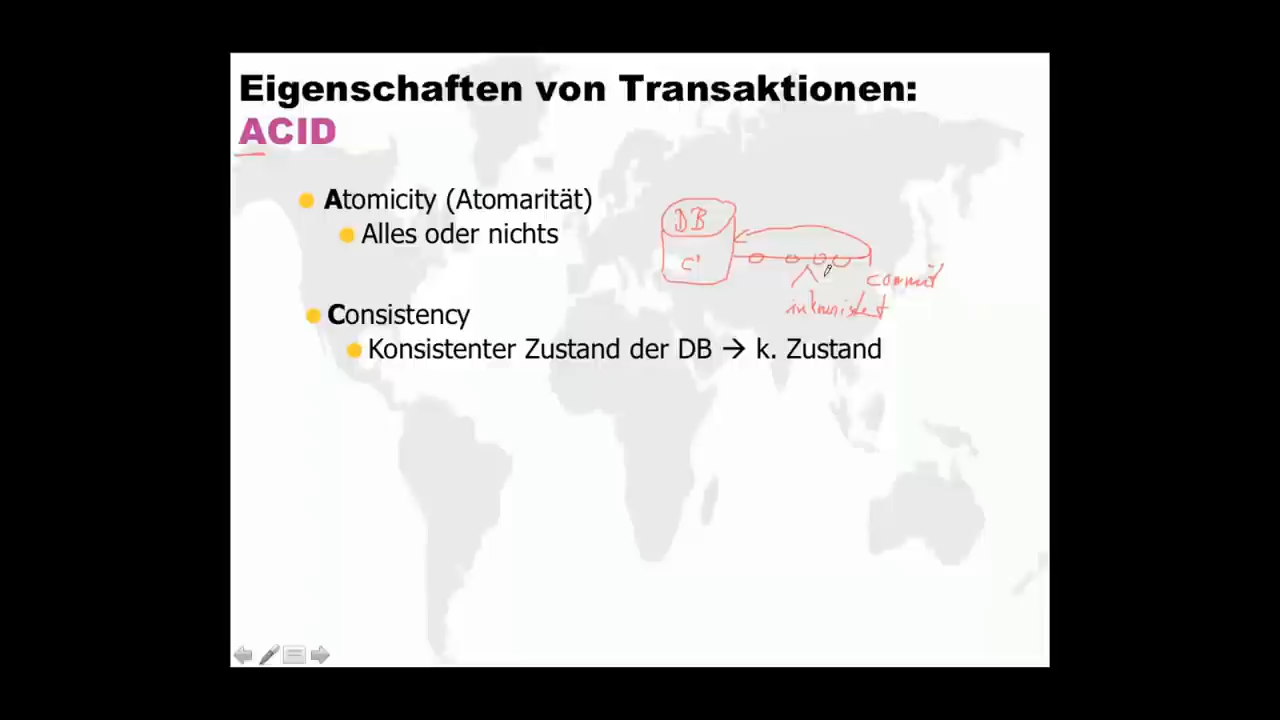 Eigenschaften von Transaktionen:
ACID
Atomicity (Atomarität)
Alles oder nichts
DB
C'
commit
inkonsistent
Consistency
Konsistenter Zustand der DB → k. Zustand